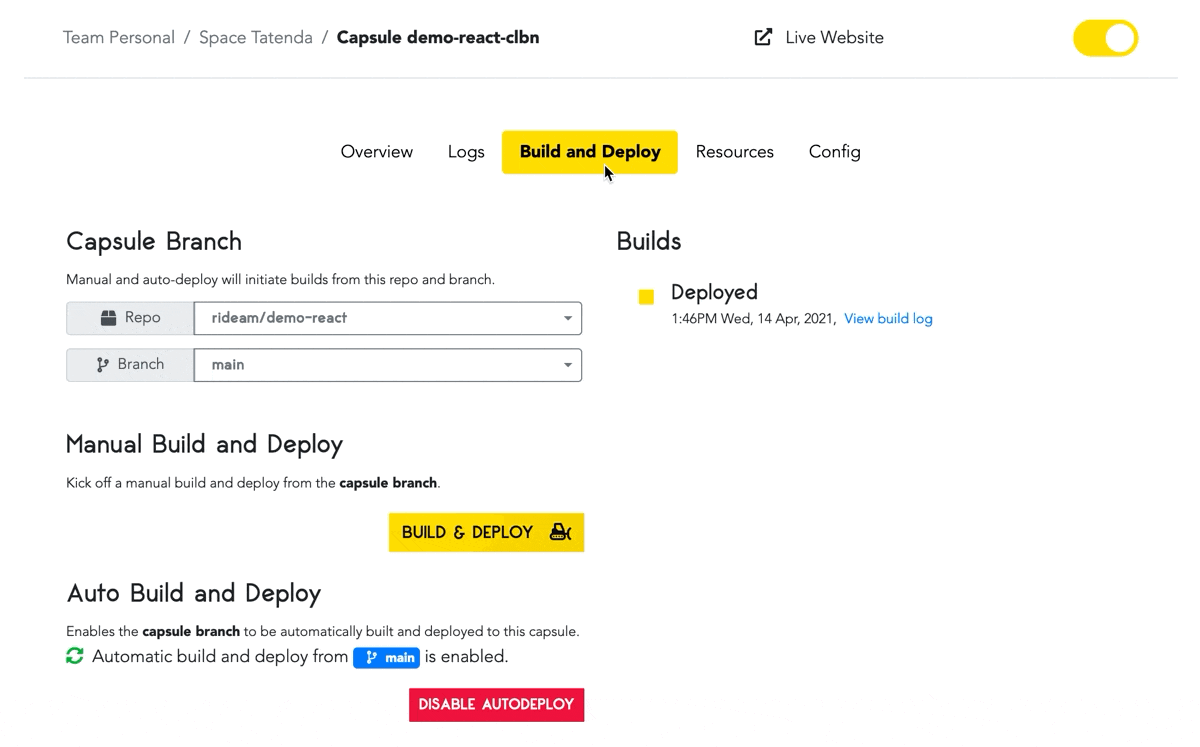 Team Personal / Space Tatenda / Capsule demo-react-clbn
Live Website
Overview
Logs
Build and Deploy
Resources
Config
Capsule Branch
Manual and auto-deploy will initiate builds from this repo and branch.
Repo
rideam/demo-react
Branch
main
Manual Build and Deploy
Kick off a manual build and deploy from the capsule branch.
BUILD & DEPLOY
Auto Build and Deploy
Enables the capsule branch to be automatically built and deployed to this capsule.
Automatic build and deploy from main is enabled.
DISABLE AUTODEPLOY
Builds
Deployed
1:46PM Wed, 14 Apr, 2021, View build log